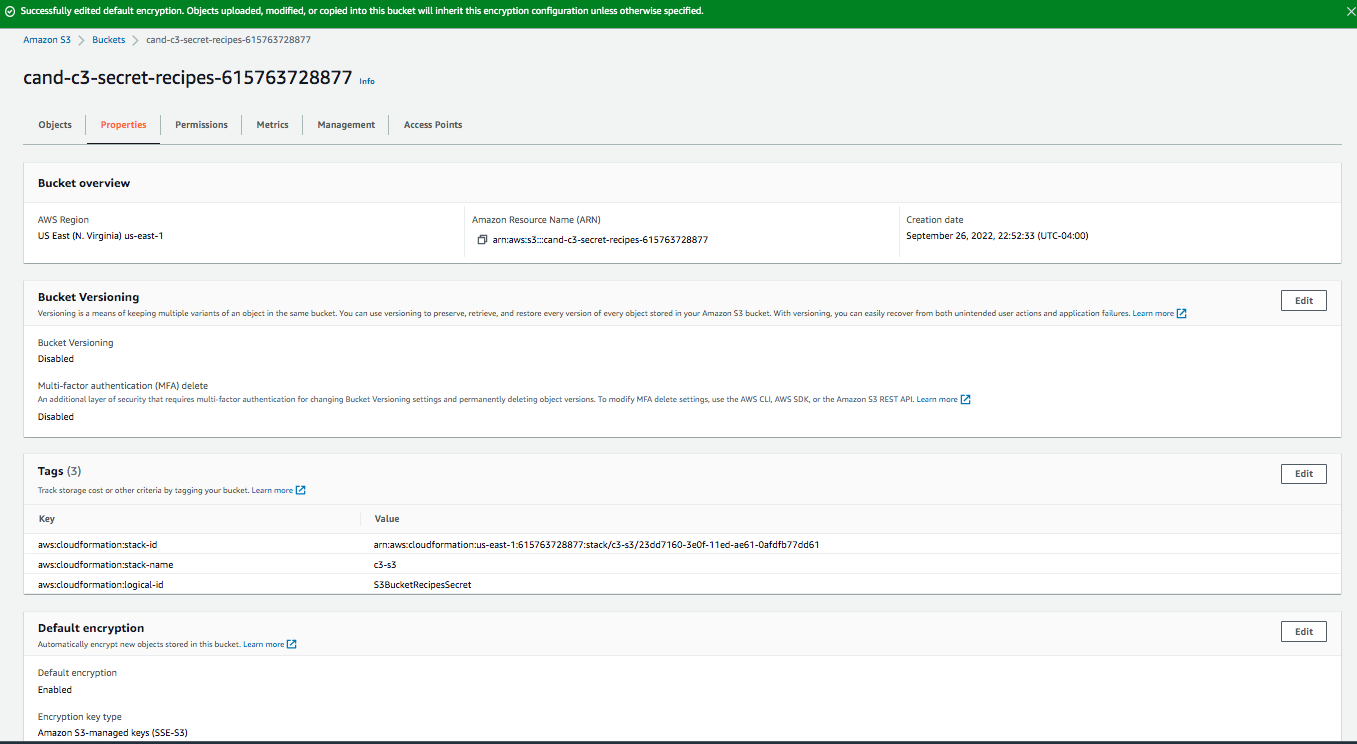 Successfully edited default encryption. Objects uploaded, modified, or copied into this bucket will inherit this encryption configuration unless otherwise specified.
Amazon S3 > Buckets > cand-c3-secret-recipes-615763728877
cand-c3-secret-recipes-615763728877 Info
Objects Properties Permissions Metrics Management Access Points
Bucket overview
AWS Region Amazon Resource Name (ARN) Creation date
US East (N. Virginia) us-east-1 arn:aws:s3:::cand-c3-secret-recipes-615763728877 September 26, 2022, 22:52:33 (UTC-04:00)
Bucket Versioning Edit
Versioning is a means of keeping multiple variants of an object in the same bucket. You can use versioning to preserve, retrieve, and restore every version of every object stored in your Amazon S3 bucket. With versioning, you can easily recover from both unintended user actions and application failures. Learn more
Bucket Versioning
Disabled
Multi-factor authentication (MFA) delete
An additional layer of security that requires multi-factor authentication for changing Bucket Versioning settings and permanently deleting object versions. To modify MFA delete settings, use the AWS CLI, AWS SDK, or the Amazon S3 REST API. Learn more
Disabled
Tags (3) Edit
Track storage cost or other criteria by tagging your bucket. Learn more
Key Value
aws:cloudformation:stack-id arn:aws:cloudformation:us-east-1:615763728877:stack/c3-s3/23dd7160-3e0f-11ed-ae61-0afdfb77dd61
aws:cloudformation:stack-name c3-s3
aws:cloudformation:logical-id S3BucketRecipesSecret
Default encryption Edit
Automatically encrypt new objects stored in this bucket. Learn more
Default encryption
Enabled
Encryption key type
Amazon S3-managed keys (SSE-S3)